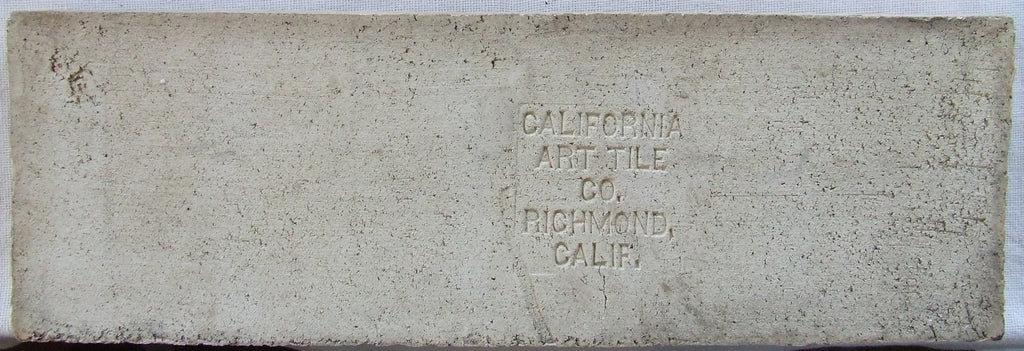 CALIFORNIA
ART TILE
CO.
RICHMOND,
CALIF.